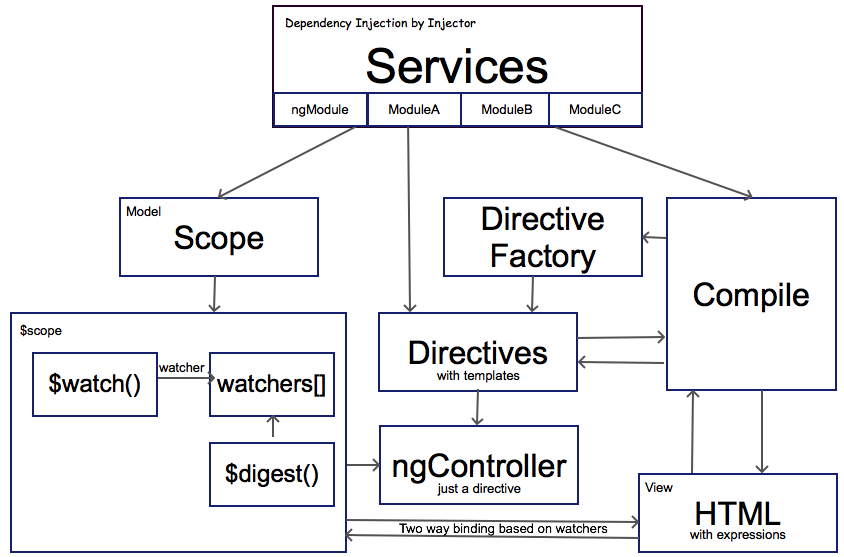 Dependency Injection by Injector
Services
ngModule
ModuleA
ModuleB
ModuleC
Model
Scope
Directive
Factory
Compile
$scope
$watch()
watcher
watchers[]
$digest()
Directives
with templates
ngController
just a directive
View
HTML
with expressions
Two way binding based on watchers